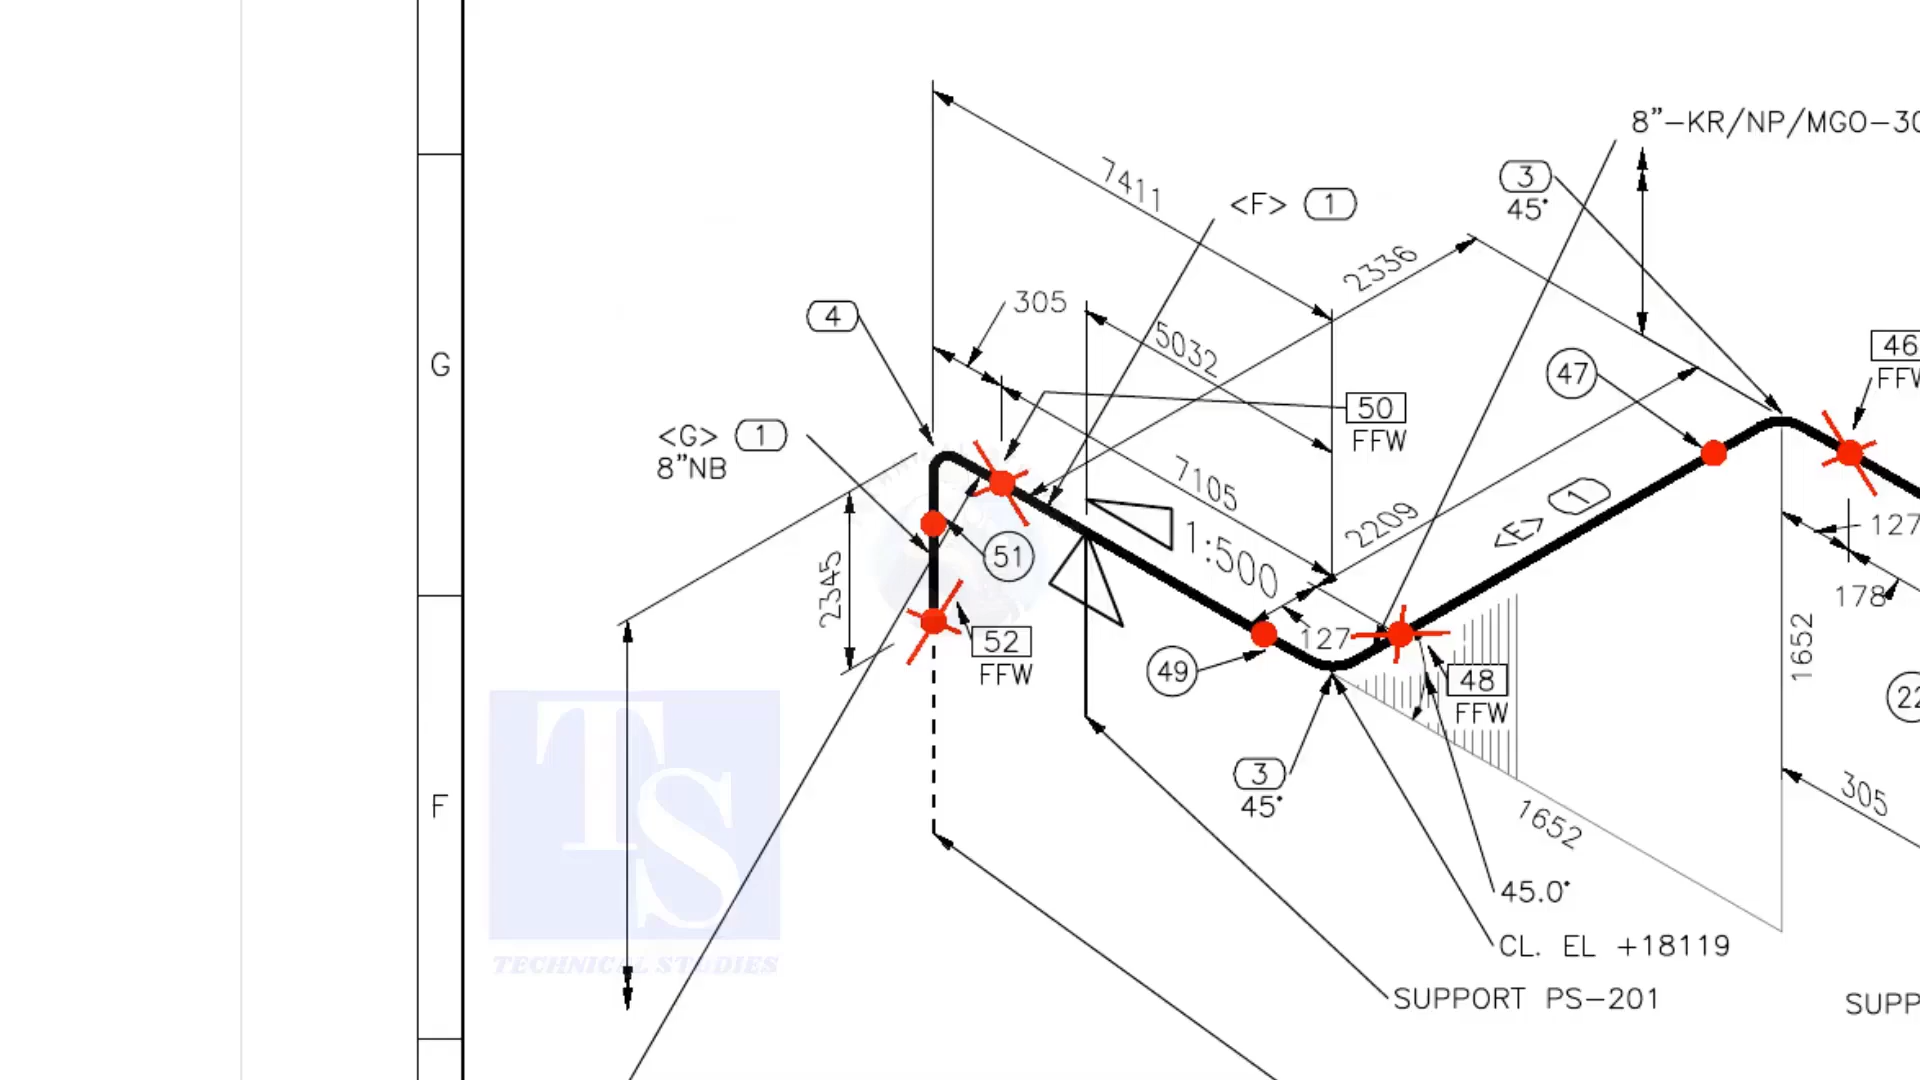 8”-KR/NP/MGO-30
3
45°
7411
<F> 1
2336
305
4
5032
46
FFW
G
47
50
FFW
<G> 1
8”NB
7105
1:500
2209
<E> 1
127
51
2345
127
178
52
FFW
49
48
FFW
1652
22
3
45°
305
F
1652
45.0°
CL. EL +18119
SUPPORT PS-201
SUPP
TS
TECHNICAL STUDIES